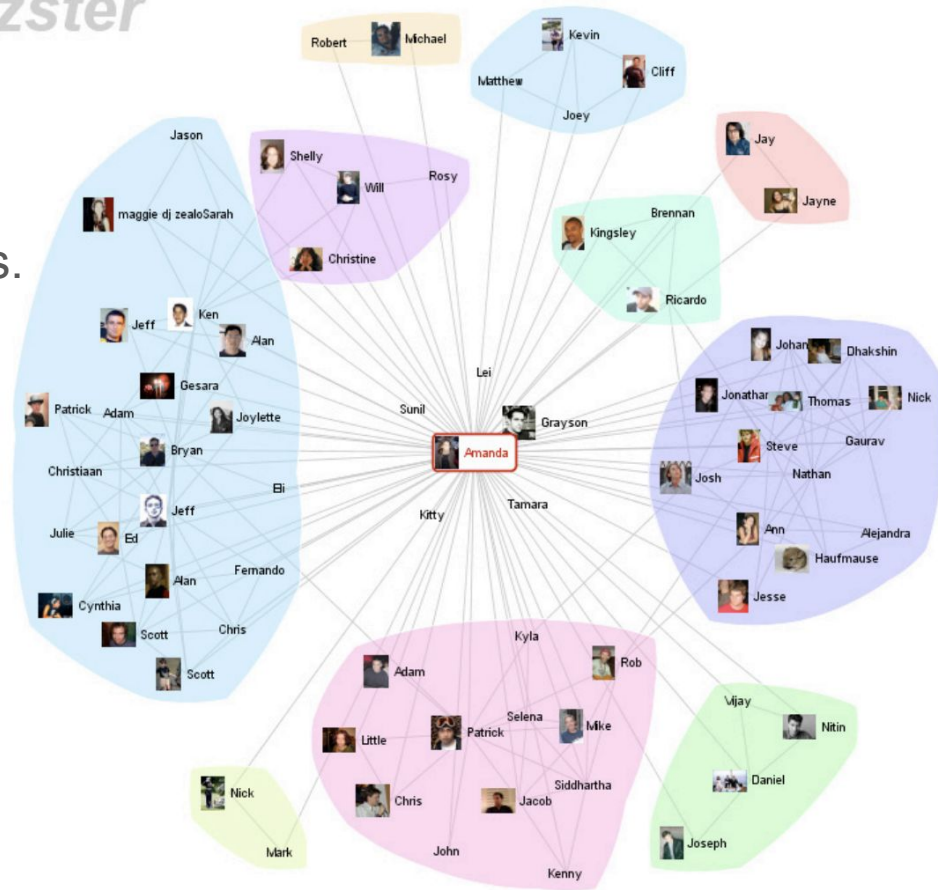 zster
s.
Robert
Michael
Kevin
Matthew
Cliff
Joey
Jason
Shelly
Will
Rosy
Christine
Jay
Jayne
maggie dj zealoSarah
Brennan
Kingsley
Ricardo
Jeff
Ken
Alan
Gesara
Patrick
Adam
Joylette
Bryan
Christiaan
Eli
Jeff
Julie
Ed
Alan
Fernando
Cynthia
Scott
Chris
Scott
Lei
Sunil
Grayson
Amanda
Kitty
Tamara
Johan
Dhakshin
Jonathar
Thomas
Nick
Steve
Gaurav
Josh
Nathan
Ann
Alejandra
Haufmause
Jesse
Kyla
Adam
Rob
Selena
Patrick
Mike
Little
Siddhartha
Chris
Jacob
John
Kenny
Nick
Mark
Vijay
Nitin
Daniel
Joseph